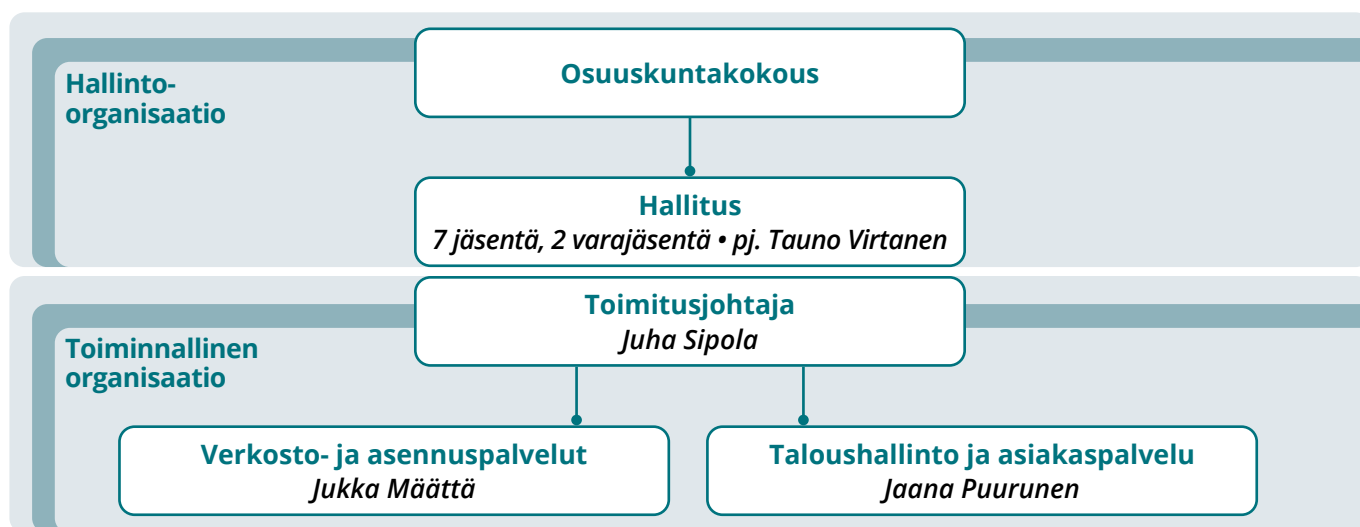 Hallinto-
organisaatio
Osuuskuntakokous
Hallitus
7 jäsentä, 2 varajäsentä • pj. Tauno Virtanen
Toiminnallinen
organisaatio
Toimitusjohtaja
Juha Sipola
Verkosto- ja asennuspalvelut
Jukka Määttä
Taloushallinto ja asiakaspalvelu
Jaana Puurunen